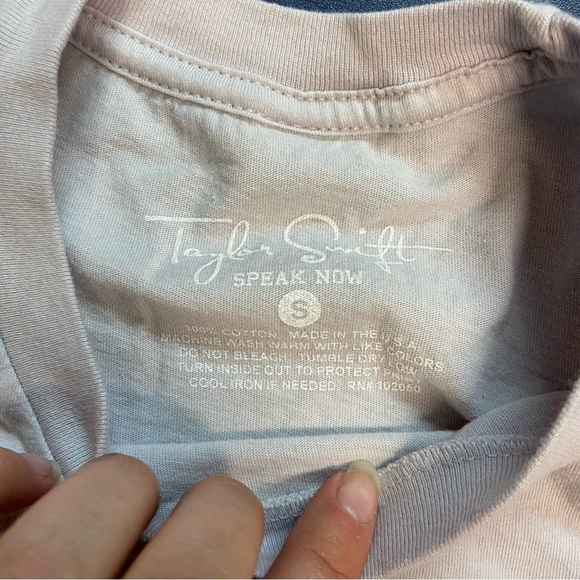 Taylor Swift
SPEAK NOW
S
100% COTTON. MADE IN THE U.S.A.
MACHINE WASH WARM WITH LIKE COLORS
DO NOT BLEACH. TUMBLE DRY LOW
TURN INSIDE OUT TO PROTECT
COOL IRON IF NEEDED. RN# 102050